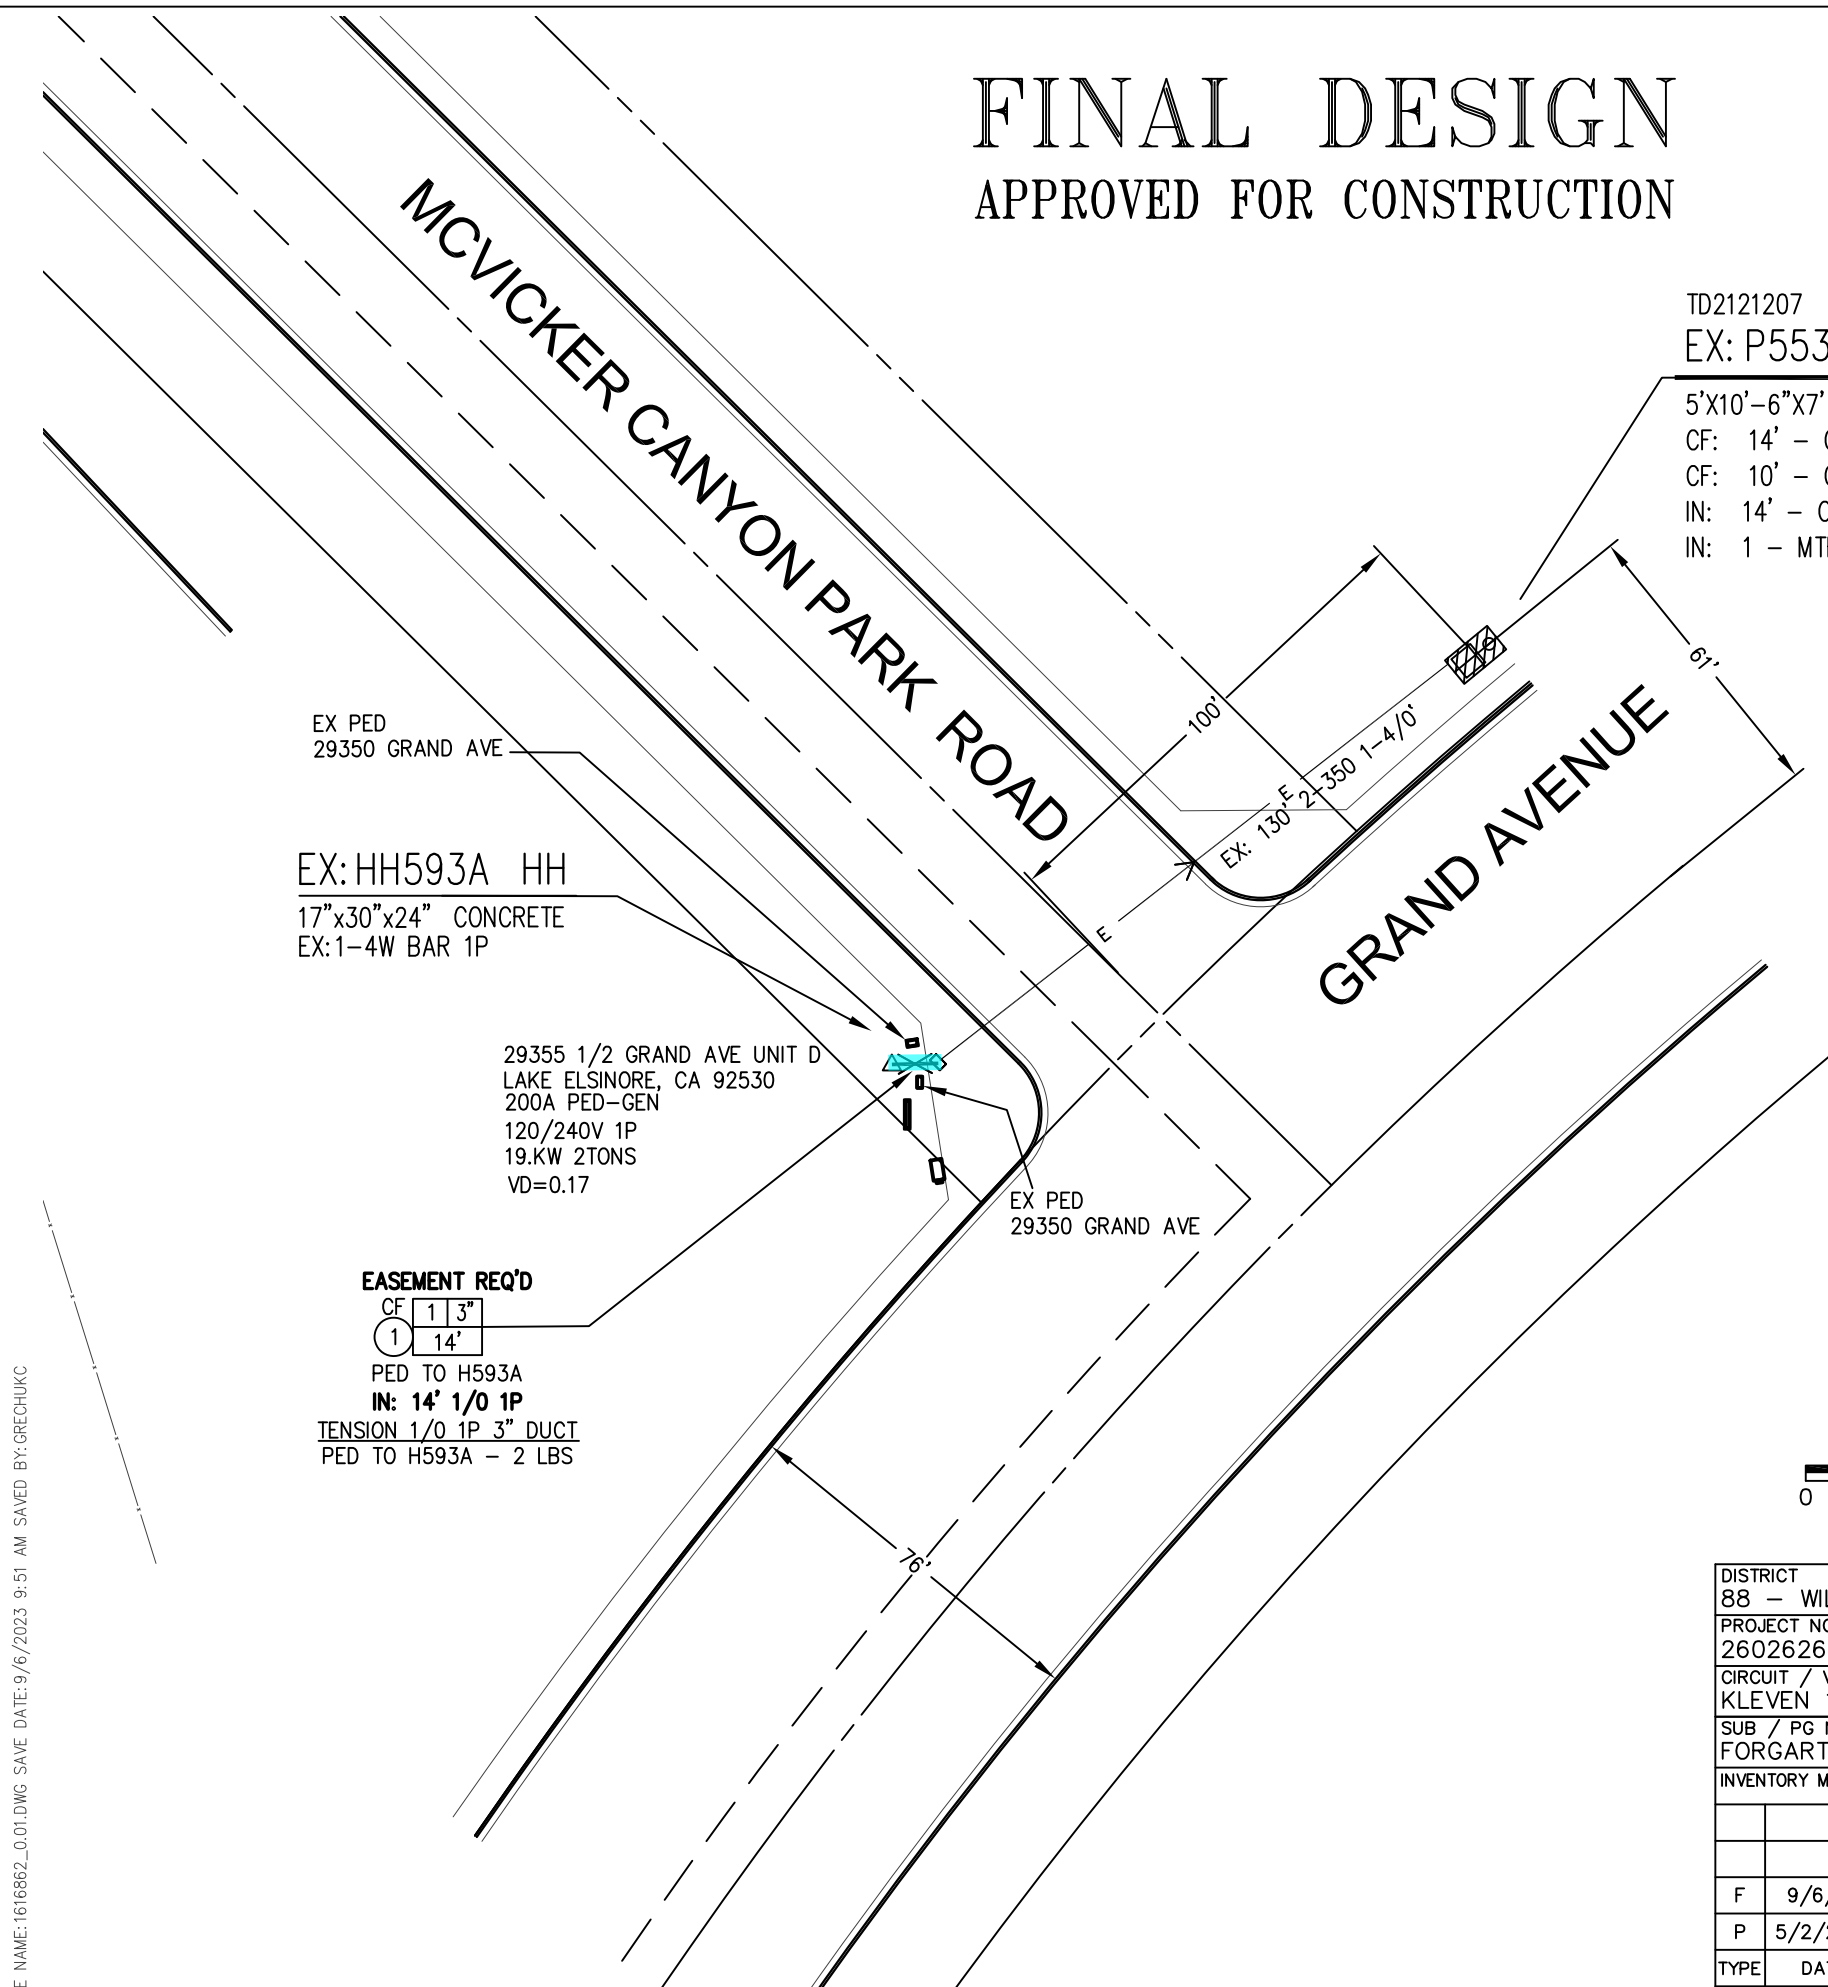 FINAL DESIGN
APPROVED FOR CONSTRUCTION
MCVICKER CANYON PARK ROAD
TD2121207
EX: P553
5'X10'-6"X7'
CF: 14' -
CF: 10' -
IN: 14' -
IN: 1 -
61'
100'
EX: 130' 2-350 1-4/0'
E
E
GRAND AVENUE
EX PED
29350 GRAND AVE
EX: HH593A HH
17"x30"x24" CONCRETE
EX:1-4W BAR 1P
29355 1/2 GRAND AVE UNIT D
LAKE ELSINORE, CA 92530
200A PED-GEN
120/240V 1P
19.KW 2TONS
VD=0.17
EX PED
29350 GRAND AVE
EASEMENT REQ'D
CF 1 3"
1 14'
PED TO H593A
IN: 14' 1/0 1P
TENSION 1/0 1P 3" DUCT
PED TO H593A - 2 LBS
76'
0
DISTRICT
88 -
PROJECT
2602626
CIRCUIT /
KLEVEN
SUB / PG
FORGART
INVENTORY
F 9/6/
P 5/2/
TYPE
E NAME:1616862_0.01.DWG SAVE DATE:9/6/2023 9:51 AM SAVED BY:GRECHUKC